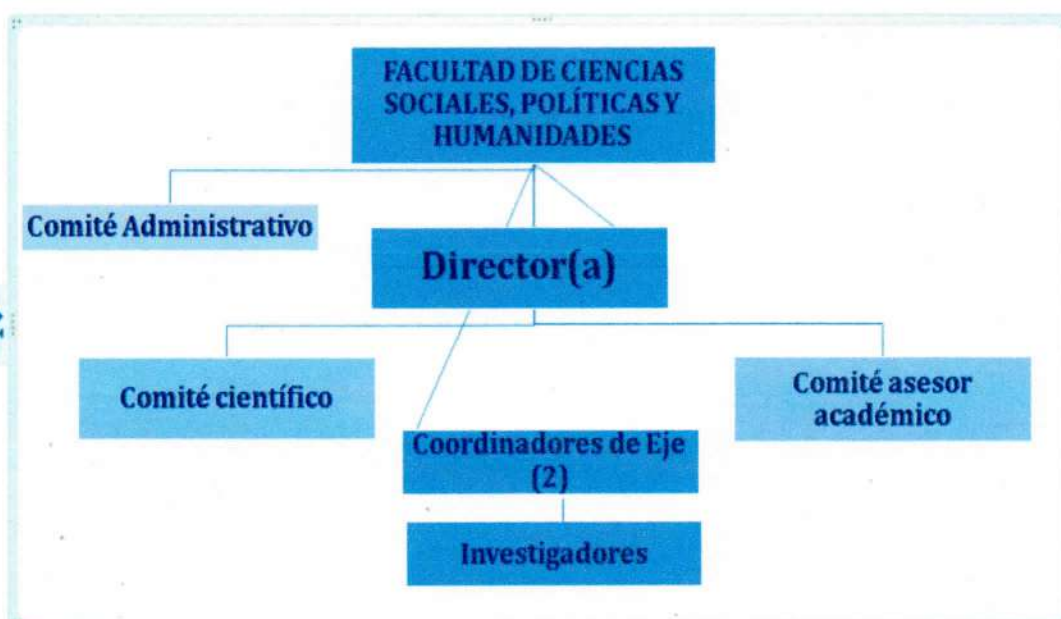 FACULTAD DE CIENCIAS
SOCIALES, POLÍTICAS Y
HUMANIDADES
Comité Administrativo
Director(a)
Comité científico
Comité asesor
académico
Coordinadores de Eje
(2)
Investigadores